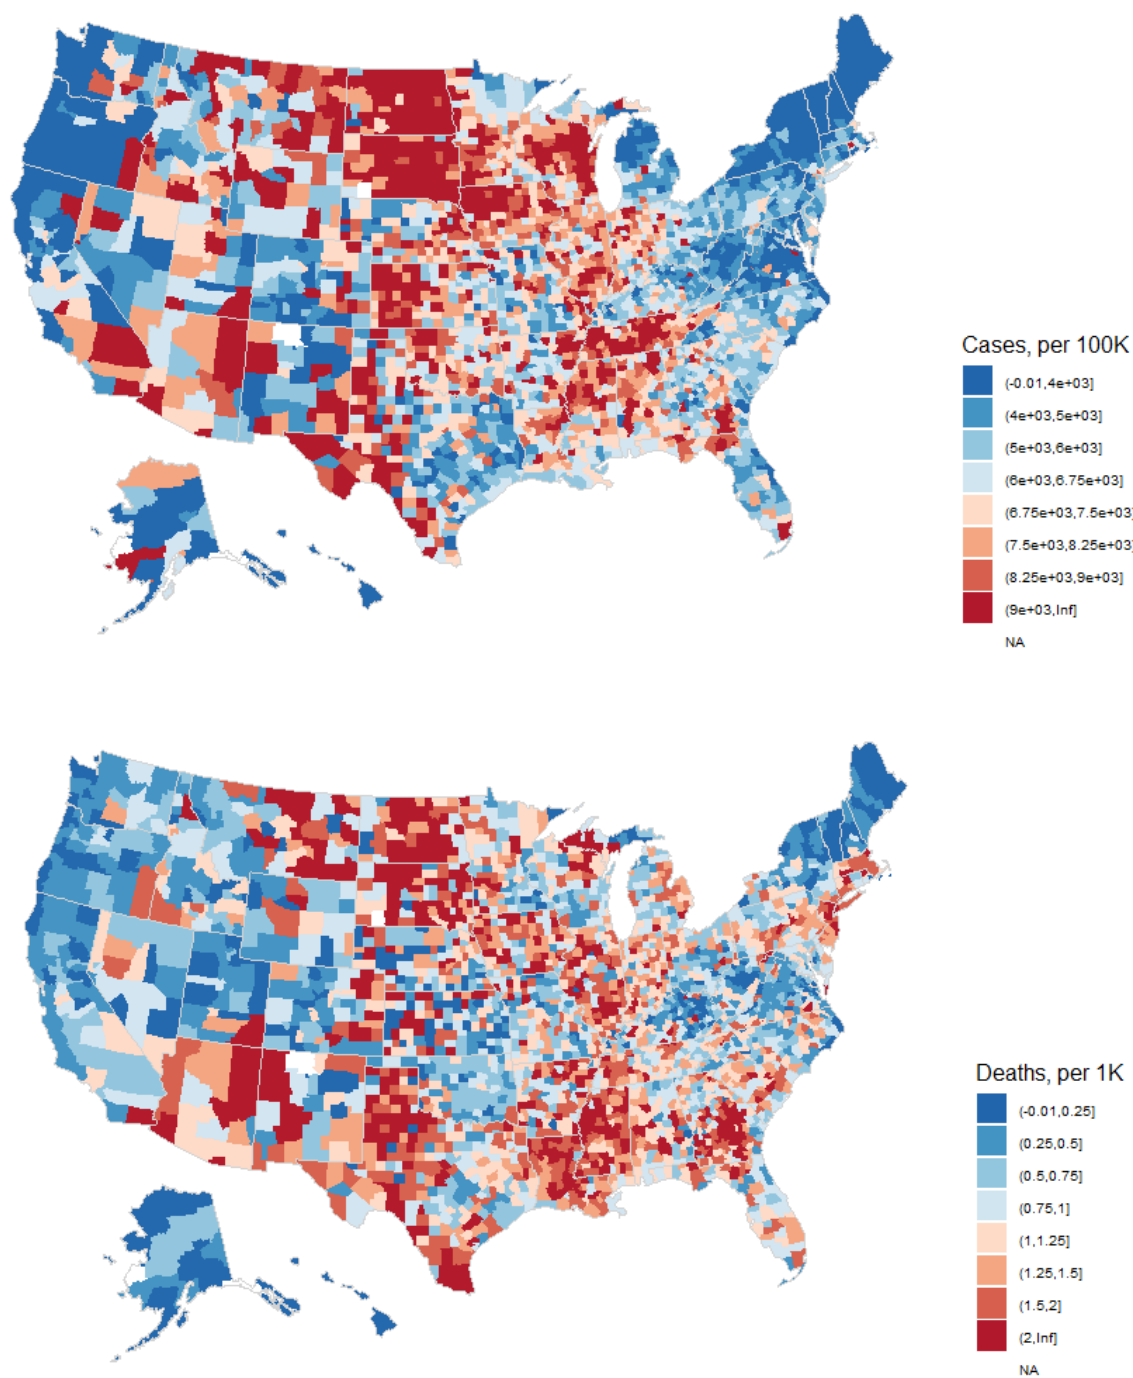 Cases, per 100K
(-0.01,4e+03]
(4e+03,5e+03]
(5e+03,6e+03]
(6e+03,6.75e+03]
(6.75e+03,7.5e+03]
(7.5e+03,8.25e+03]
(8.25e+03,9e+03]
(9e+03,Inf]
NA
Deaths, per 1K
(-0.01,0.25]
(0.25,0.5]
(0.5,0.75]
(0.75,1]
(1,1.25]
(1.25,1.5]
(1.5,2]
(2,Inf]
NA